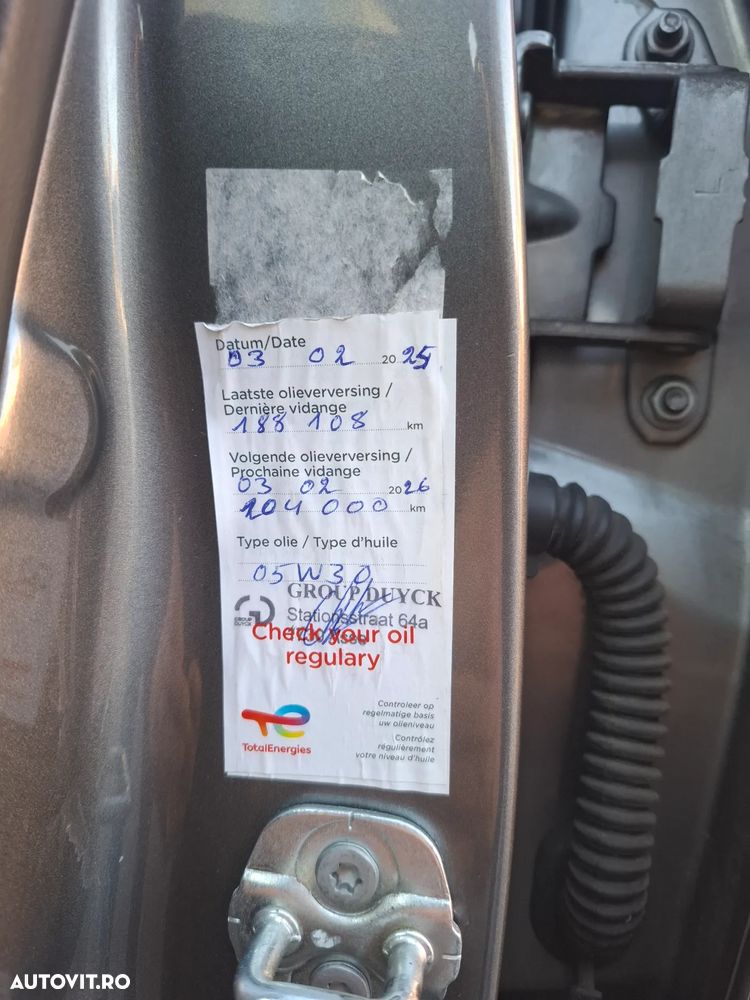 L
Datum/Date
03 02 2025
Laatste olieverversing /
Dernière vidange
188 108 km
Volgende olieverversing /
Prochaine vidange
03 02 2026
204 000 km
Type olie / Type d'huile
05W30
GROUP DUYCK
Stationsstraat 64a
Check your oil
regulary
Controleer op
regelmatige basis
uw olieniveau
Contrôlez
régulièrement
votre niveau d'huile
TotalEnergies
AUTOVIT.RO